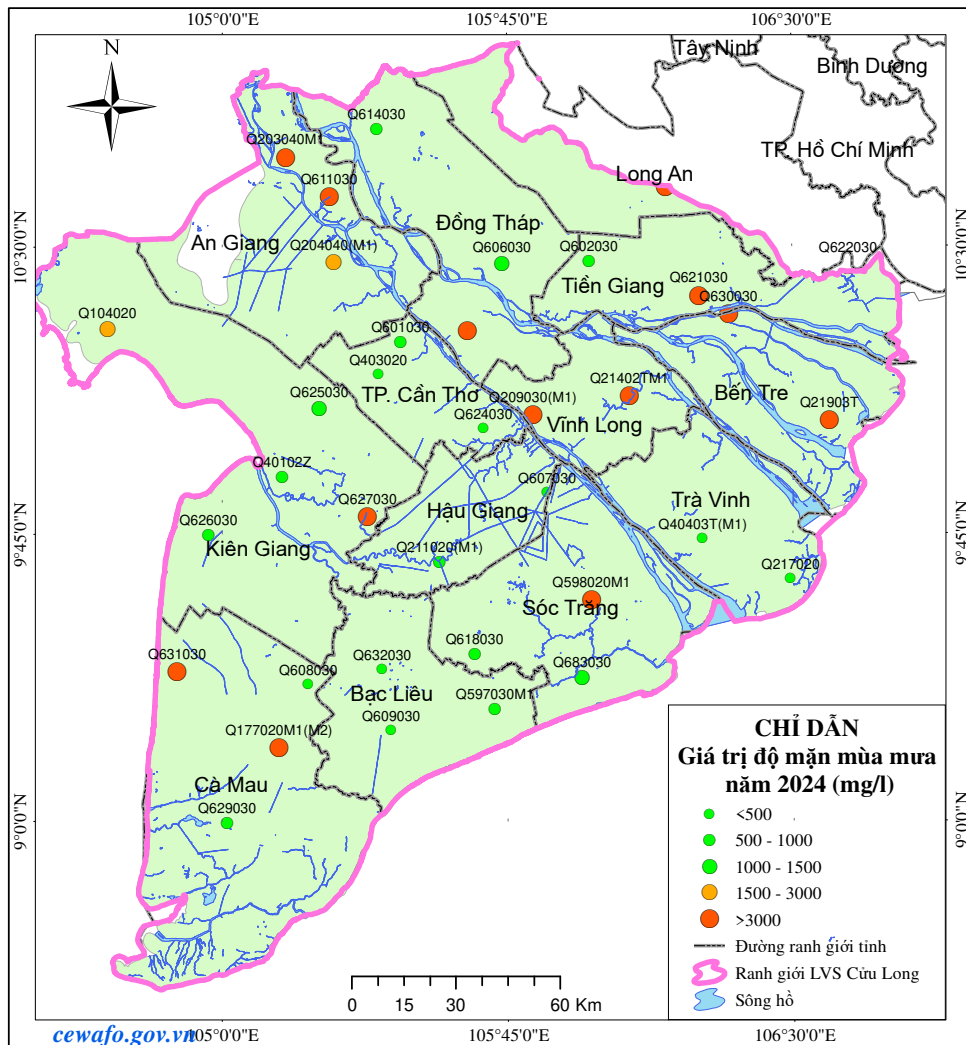 105°0'0"E 105°45'0"E 106°30'0"E
N
Tây Ninh
Bình Dương
TP. Hồ Chí Minh
Q614030
Q203040M1
Long An
Q611030
Đồng Tháp
An Giang
Q204040(M1)
Q606030
Q602030
Q622030
10°30'0"N
10°30'0"N
Tiền Giang
Q621030
Q630030
Q104020
Q601030
Q403020
TP. Cần Thơ
Q21402TM1
Bến Tre
Q625030
Q209030(M1)
Q21903T
Q624030
Vĩnh Long
Q40102Z
Q607030
Q627030
Hậu Giang
Trà Vinh
Q626030
Kiên Giang
Q40403T(M1)
9°45'0"N
9°45'0"N
Q211020(M1)
Q217020
Q598020M1
Sóc Trăng
Q618030
Q631030
Q608030
Q632030
Q683030
Bạc Liêu
Q597030M1
Q177020M1(M2)
Q609030
Cà Mau
Q629030
9°0'0"N
9°0'0"N
CHỈ DẪN
Giá trị độ mặn mùa mưa
năm 2024 (mg/l)
<500
500 - 1000
1000 - 1500
1500 - 3000
>3000
Đường ranh giới tỉnh
Ranh giới LVS Cửu Long
Sông hồ
0 15 30 60 Km
cewafo.gov.vn
105°0'0"E 105°45'0"E 106°30'0"E